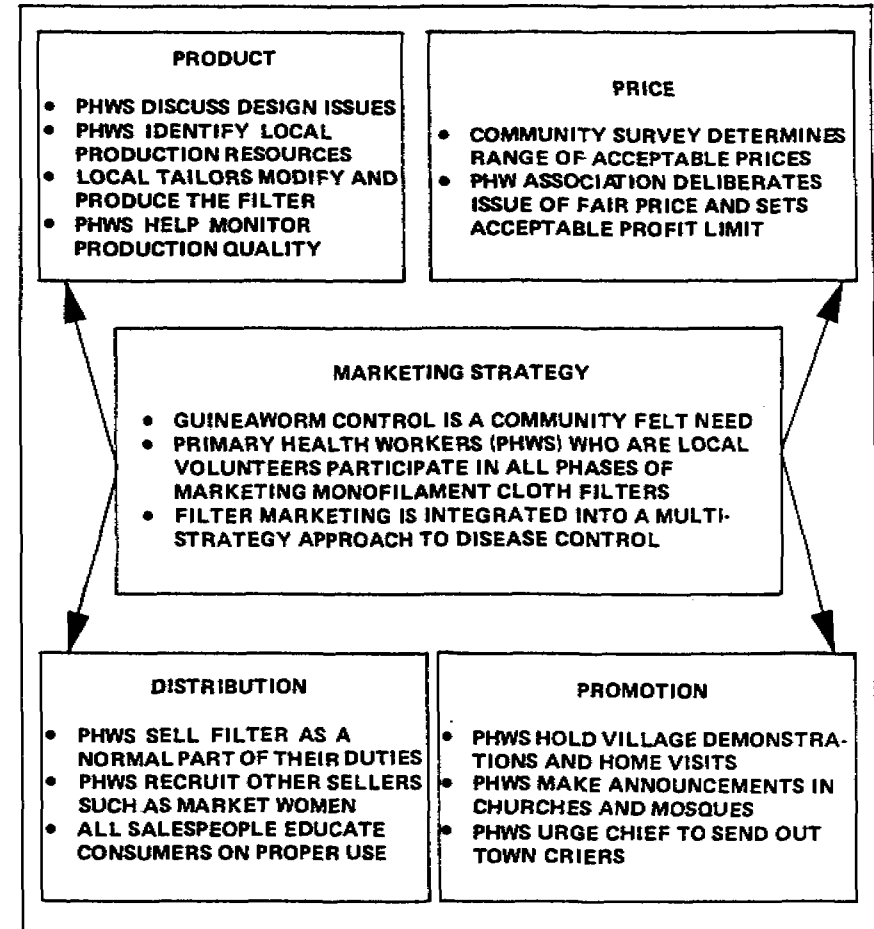 PRODUCT
• PHWS DISCUSS DESIGN ISSUES
• PHWS IDENTIFY LOCAL
PRODUCTION RESOURCES
• LOCAL TAILORS MODIFY AND
PRODUCE THE FILTER
• PHWS HELP MONITOR
PRODUCTION QUALITY
PRICE
• COMMUNITY SURVEY DETERMINES
RANGE OF ACCEPTABLE PRICES
• PHW ASSOCIATION DELIBERATES
ISSUE OF FAIR PRICE AND SETS
ACCEPTABLE PROFIT LIMIT
MARKETING STRATEGY
• GUINEAWORM CONTROL IS A COMMUNITY FELT NEED
• PRIMARY HEALTH WORKERS (PHWS) WHO ARE LOCAL
VOLUNTEERS PARTICIPATE IN ALL PHASES OF
MARKETING MONOFILAMENT CLOTH FILTERS
• FILTER MARKETING IS INTEGRATED INTO A MULTI-
STRATEGY APPROACH TO DISEASE CONTROL
DISTRIBUTION
• PHWS SELL FILTER AS A
NORMAL PART OF THEIR DUTIES
• PHWS RECRUIT OTHER SELLERS
SUCH AS MARKET WOMEN
• ALL SALESPEOPLE EDUCATE
CONSUMERS ON PROPER USE
PROMOTION
• PHWS HOLD VILLAGE DEMONSTRA-
TIONS AND HOME VISITS
• PHWS MAKE ANNOUNCEMENTS IN
CHURCHES AND MOSQUES
• PHWS URGE CHIEF TO SEND OUT
TOWN CRIERS